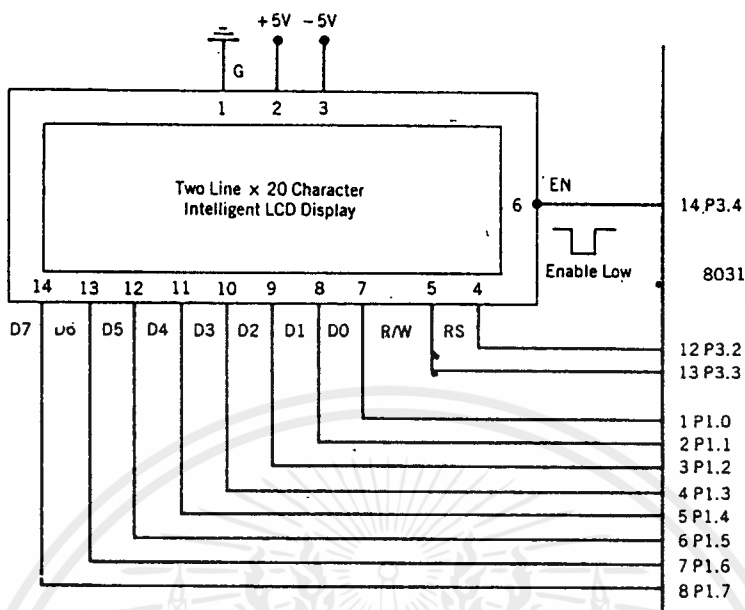 +5V -5V
G
1 2 3
Two Line × 20 Character
Intelligent LCD Display
6
EN
14 P3.4
Enable Low
8031
14 13 12 11 10 9 8 7 5 4
D7 D6 D5 D4 D3 D2 D1 D0 R/W RS
12 P3.2
13 P3.3
1 P1.0
2 P1.1
3 P1.2
4 P1.3
5 P1.4
6 P1.5
7 P1.6
8 P1.7